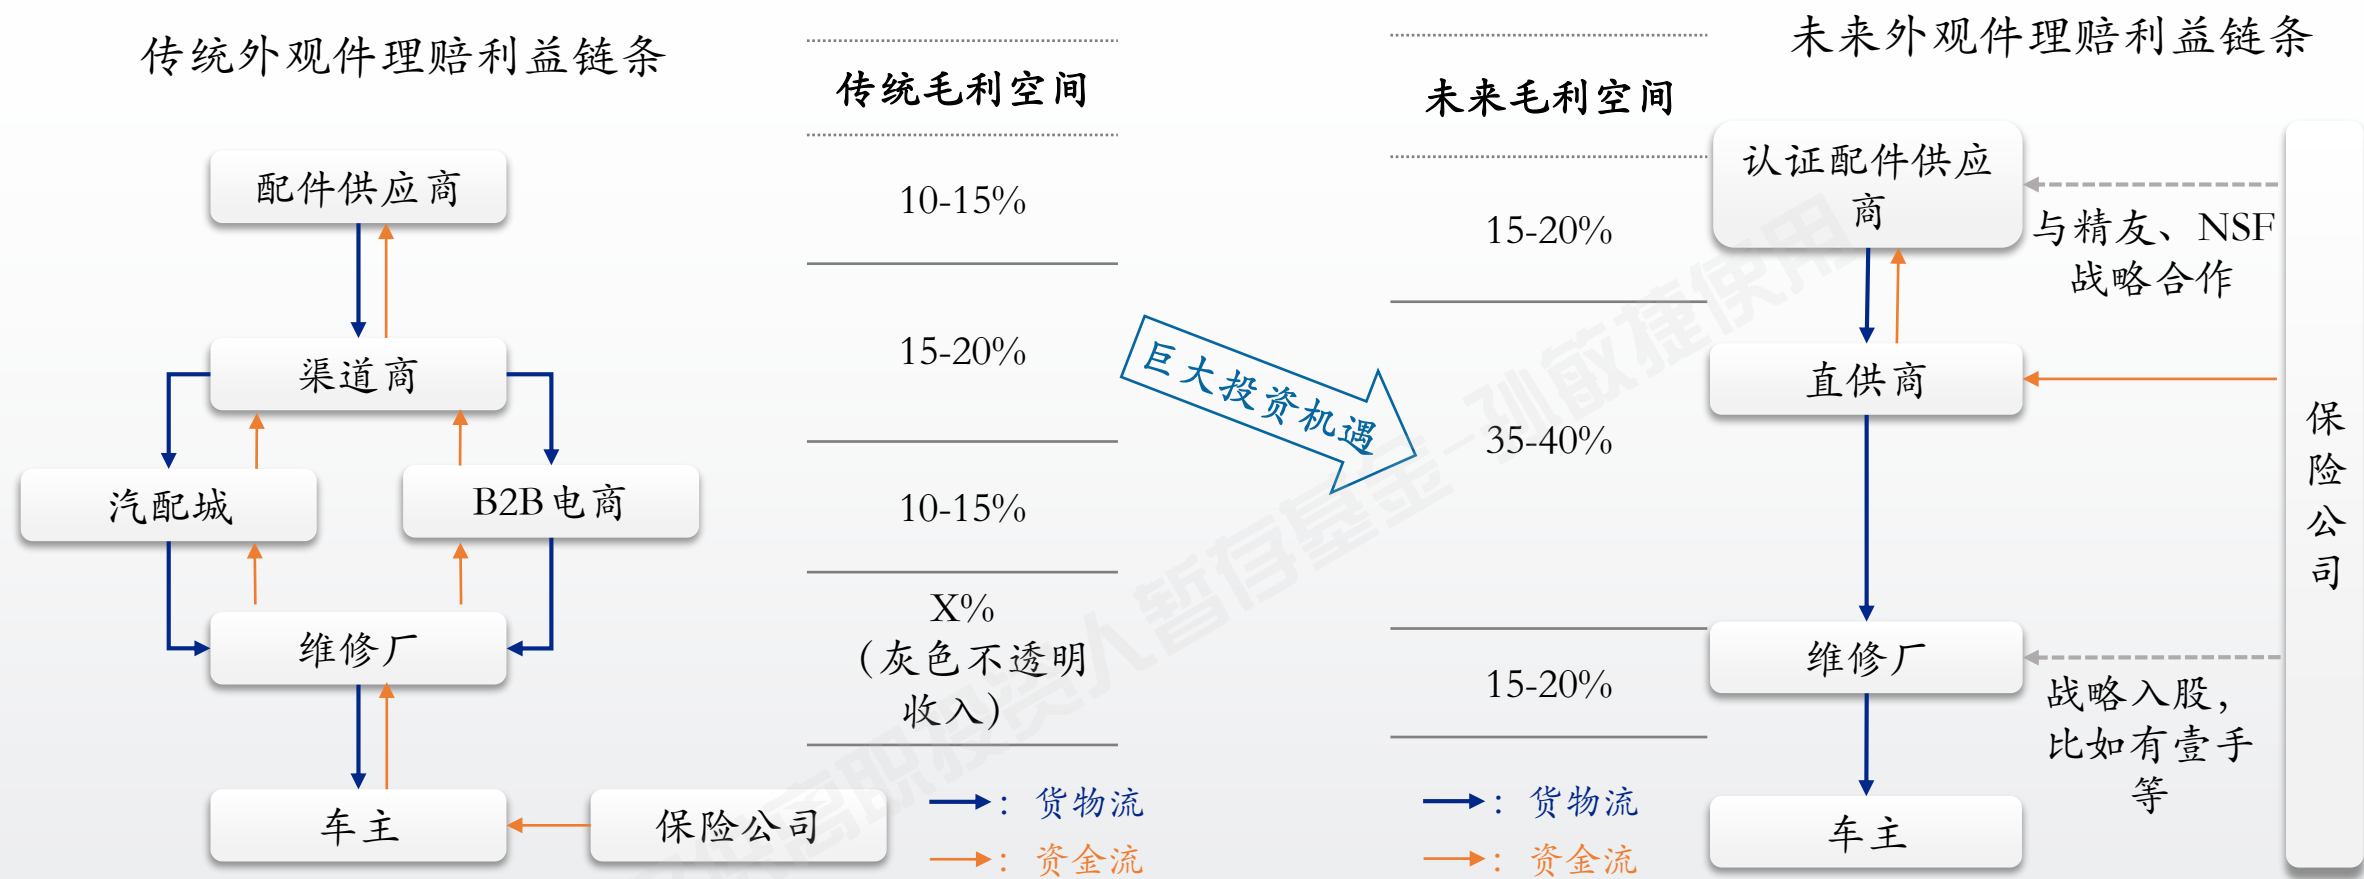 传统外观件理赔利益链条
配件供应商
渠道商
汽配城
B2B电商
维修厂
车主
保险公司
传统毛利空间
10-15%
15-20%
10-15%
X%
（灰色不透明
收入）
：货物流
：资金流
巨大投资机遇
未来毛利空间
15-20%
35-40%
15-20%
：货物流
：资金流
未来外观件理赔利益链条
认证配件供应
商
直供商
维修厂
车主
与精友、NSF
战略合作
战略入股，
比如有壹手
等
保
险
公
司